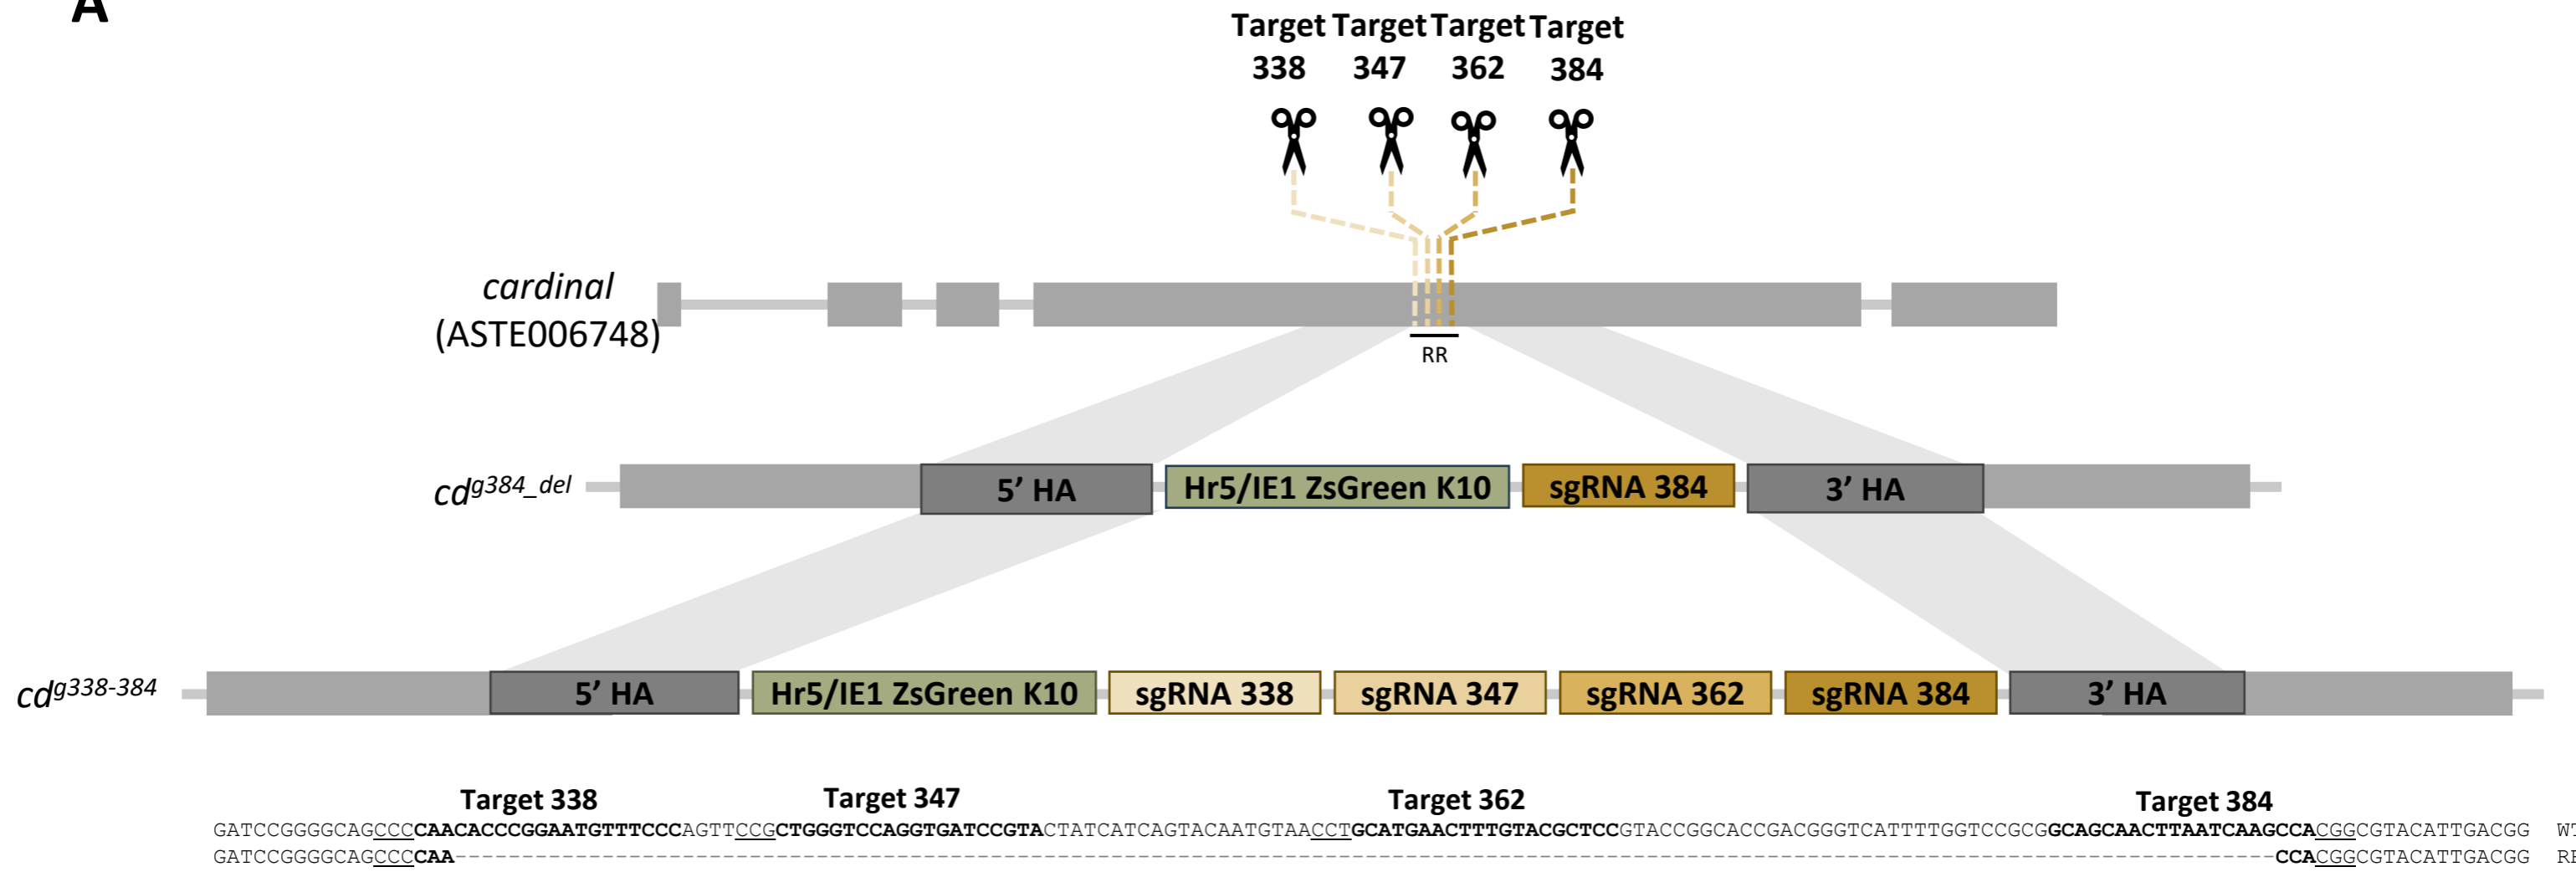 A
Target Target Target Target
338 347 362 384
cardinal
(ASTE006748)
RR
cdg384_del 5’ HA Hr5/IE1 ZsGreen K10 sgRNA 384 3’ HA
cdg338-384 5’ HA Hr5/IE1 ZsGreen K10 sgRNA 338 sgRNA 347 sgRNA 362 sgRNA 384 3’ HA
Target 338 Target 347 Target 362 Target 384
GATCCGGGGCAGCCCCAACACCCGGAATGTTTCCCAGTTCCGCTGGGTCCAGGTGATCCGTACTATCATCAGTACAATGTAACCTGCATGAACTTTGTACGCTCCGTACCGGCACCGACGGGTCATTTTGGTCCGCGGCAGCAACTTAATCAAGCCACGGCGTACATTGACGG
GATCCGGGGCAGCCCCAA------------------------------------------------------------------------------------------------------------------------------------------CCACGGCGTACATTGACGG